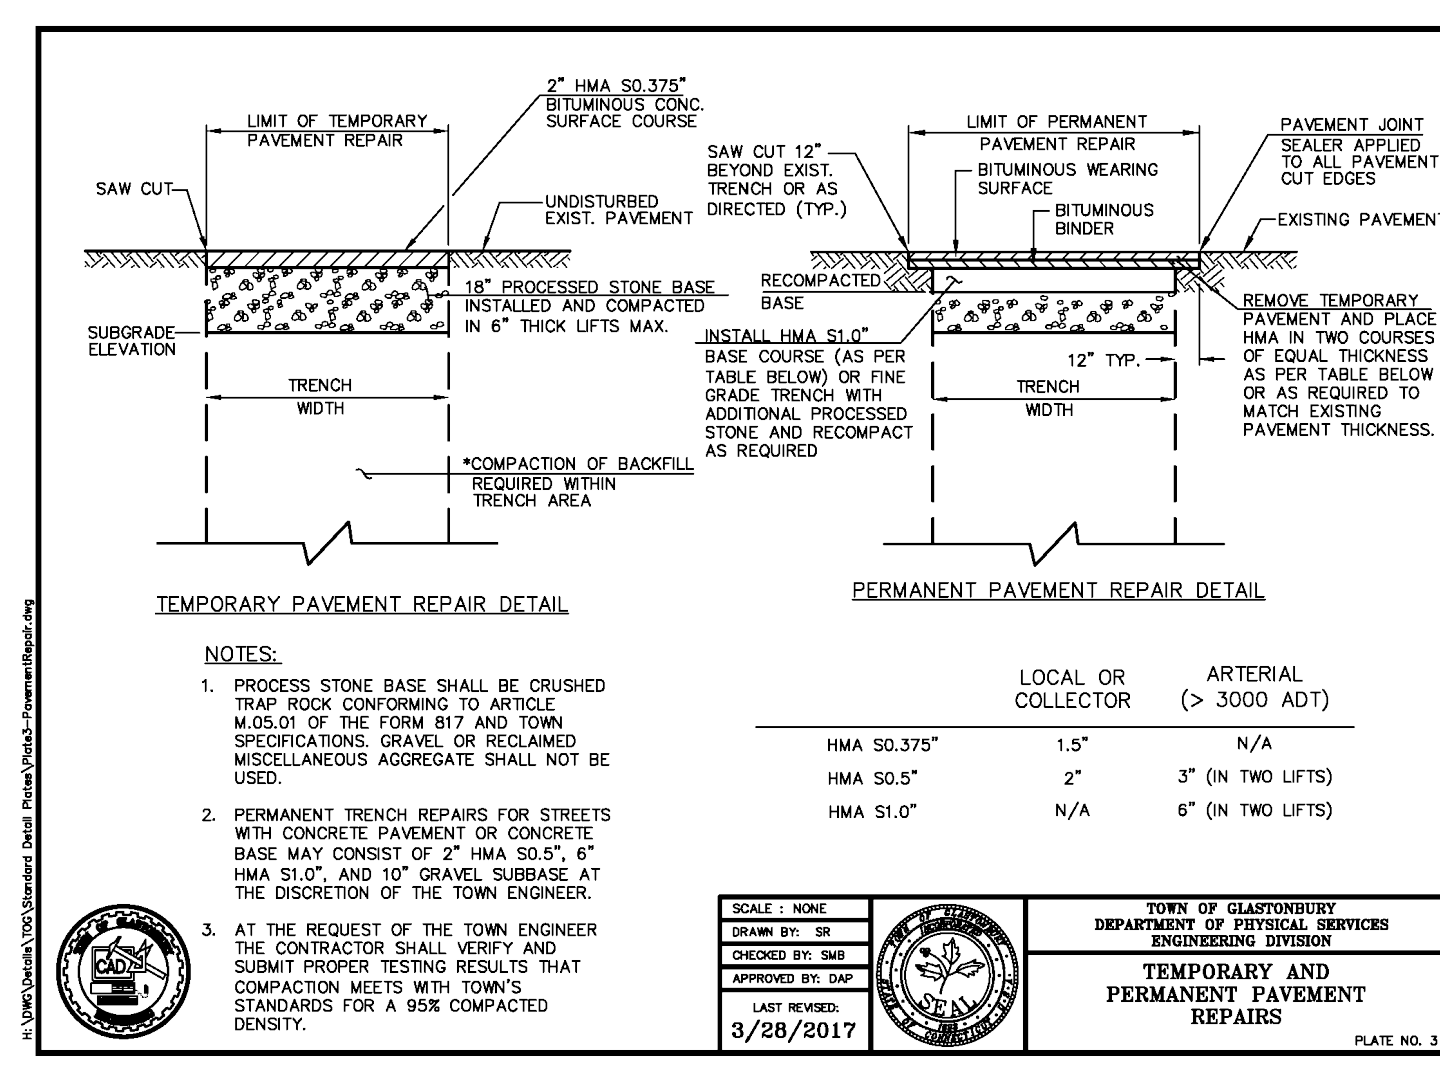 2" HMA S0.375"
BITUMINOUS CONC.
SURFACE COURSE
LIMIT OF TEMPORARY
PAVEMENT REPAIR
SAW CUT
UNDISTURBED
EXIST. PAVEMENT
18" PROCESSED STONE BASE
INSTALLED AND COMPACTED
IN 6" THICK LIFTS MAX.
SUBGRADE
ELEVATION
TRENCH
WIDTH
*COMPACTION OF BACKFILL
REQUIRED WITHIN
TRENCH AREA
TEMPORARY PAVEMENT REPAIR DETAIL
LIMIT OF PERMANENT
PAVEMENT REPAIR
PAVEMENT JOINT
SEALER APPLIED
TO ALL PAVEMENT
CUT EDGES
SAW CUT 12"
BEYOND EXIST.
TRENCH OR AS
DIRECTED (TYP.)
BITUMINOUS WEARING
SURFACE
BITUMINOUS
BINDER
EXISTING PAVEMENT
RECOMPACTED
BASE
INSTALL HMA S1.0"
BASE COURSE (AS PER
TABLE BELOW) OR FINE
GRADE TRENCH WITH
ADDITIONAL PROCESSED
STONE AND RECOMPACT
AS REQUIRED
12" TYP.
TRENCH
WIDTH
REMOVE TEMPORARY
PAVEMENT AND PLACE
HMA IN TWO COURSES
OF EQUAL THICKNESS
AS PER TABLE BELOW
OR AS REQUIRED TO
MATCH EXISTING
PAVEMENT THICKNESS.
PERMANENT PAVEMENT REPAIR DETAIL
NOTES:
1. PROCESS STONE BASE SHALL BE CRUSHED
TRAP ROCK CONFORMING TO ARTICLE
M.05.01 OF THE FORM 817 AND TOWN
SPECIFICATIONS. GRAVEL OR RECLAIMED
MISCELLANEOUS AGGREGATE SHALL NOT BE
USED.
2. PERMANENT TRENCH REPAIRS FOR STREETS
WITH CONCRETE PAVEMENT OR CONCRETE
BASE MAY CONSIST OF 2" HMA S0.5", 6"
HMA S1.0", AND 10" GRAVEL SUBBASE AT
THE DISCRETION OF THE TOWN ENGINEER.
3. AT THE REQUEST OF THE TOWN ENGINEER
THE CONTRACTOR SHALL VERIFY AND
SUBMIT PROPER TESTING RESULTS THAT
COMPACTION MEETS WITH TOWN'S
STANDARDS FOR A 95% COMPACTED
DENSITY.
LOCAL OR COLLECTOR ARTERIAL (> 3000 ADT)
HMA S0.375" 1.5" N/A
HMA S0.5" 2" 3" (IN TWO LIFTS)
HMA S1.0" N/A 6" (IN TWO LIFTS)
H:\DWG\Details\TOG\Standard Detail Plates\Plate3-PavementRepair.dwg
TOWN OF GLASTONBURY
CAD
SCALE : NONE
DRAWN BY: SR
CHECKED BY: SMB
APPROVED BY: DAP
LAST REVISED:
3/28/2017
TOWN OF GLASTONBURY
INCORPORATED
SEAL
CONNECTICUT
TOWN OF GLASTONBURY
DEPARTMENT OF PHYSICAL SERVICES
ENGINEERING DIVISION
TEMPORARY AND
PERMANENT PAVEMENT
REPAIRS
PLATE NO. 3